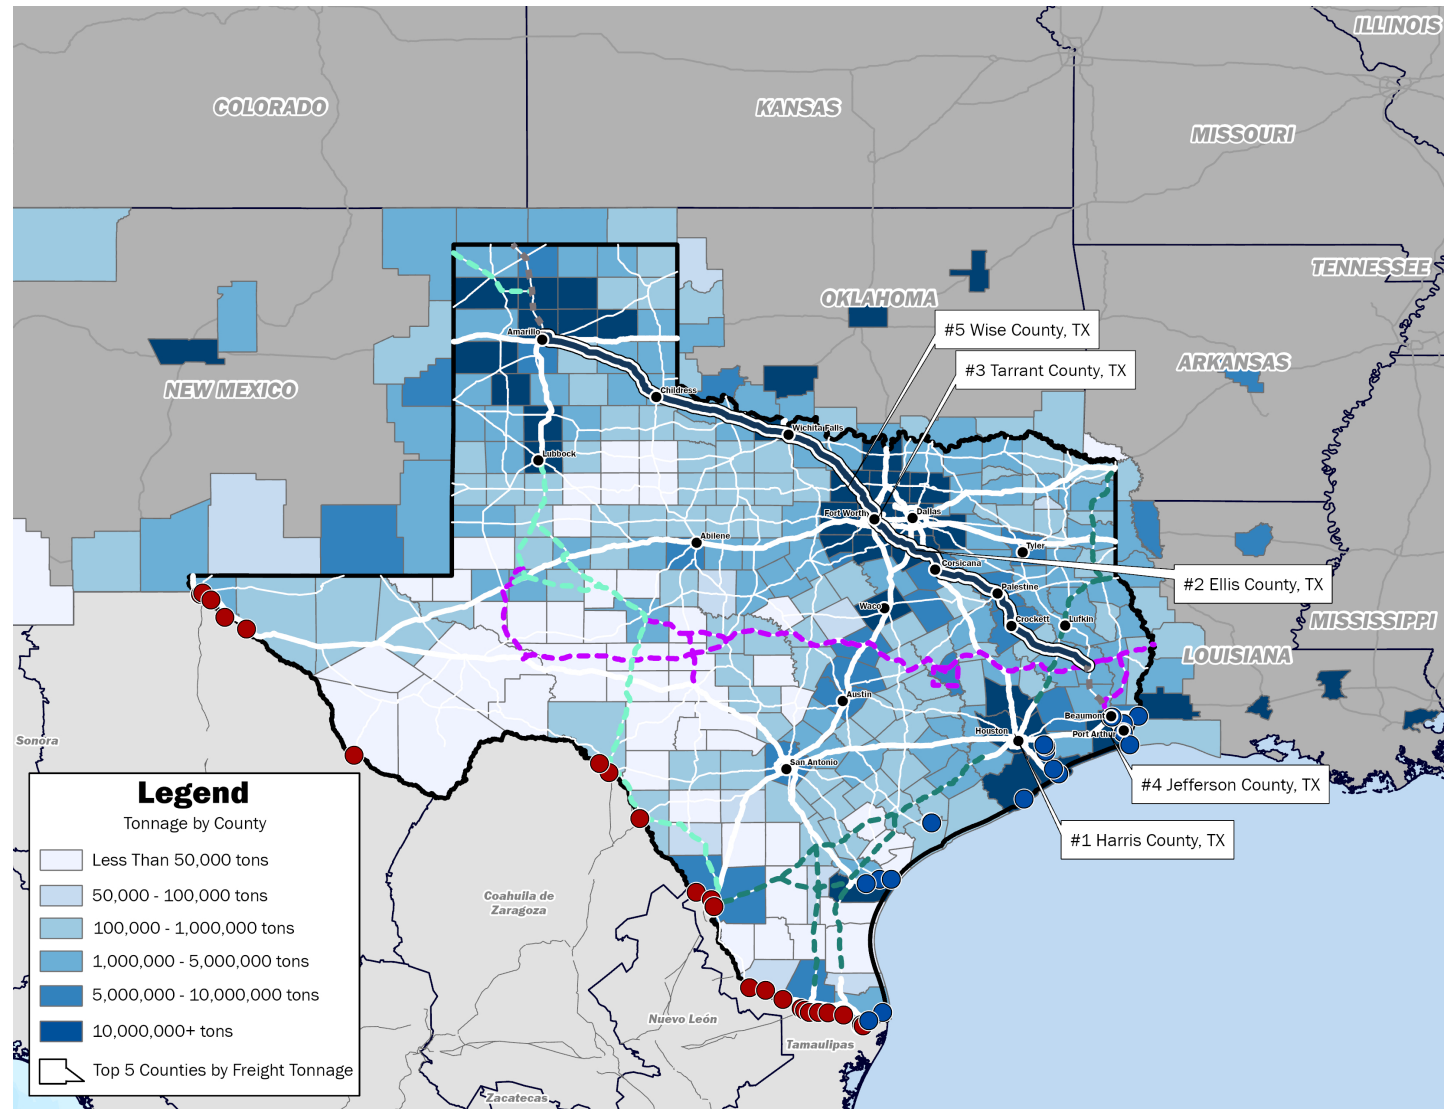 ILLINOIS
COLORADO
KANSAS
MISSOURI
TENNESSEE
OKLAHOMA
#5 Wise County, TX
Amarillo
ARKANSAS
#3 Tarrant County, TX
NEW MEXICO
Childress
Wichita Falls
Lubbock
Fort Worth
Dallas
Abilene
Tyler
Corsicana
#2 Ellis County, TX
Palestine
Waco
Crockett
Lufkin
MISSISSIPPI
LOUISIANA
Austin
Beaumont
Houston
Port Arthur
Sonora
San Antonio
#4 Jefferson County, TX
#1 Harris County, TX
Legend
Tonnage by County
Less Than 50,000 tons
50,000 - 100,000 tons
100,000 - 1,000,000 tons
1,000,000 - 5,000,000 tons
5,000,000 - 10,000,000 tons
10,000,000+ tons
Top 5 Counties by Freight Tonnage
Coahuila de
Zaragoza
Nuevo León
Tamaulipas
Zacatecas